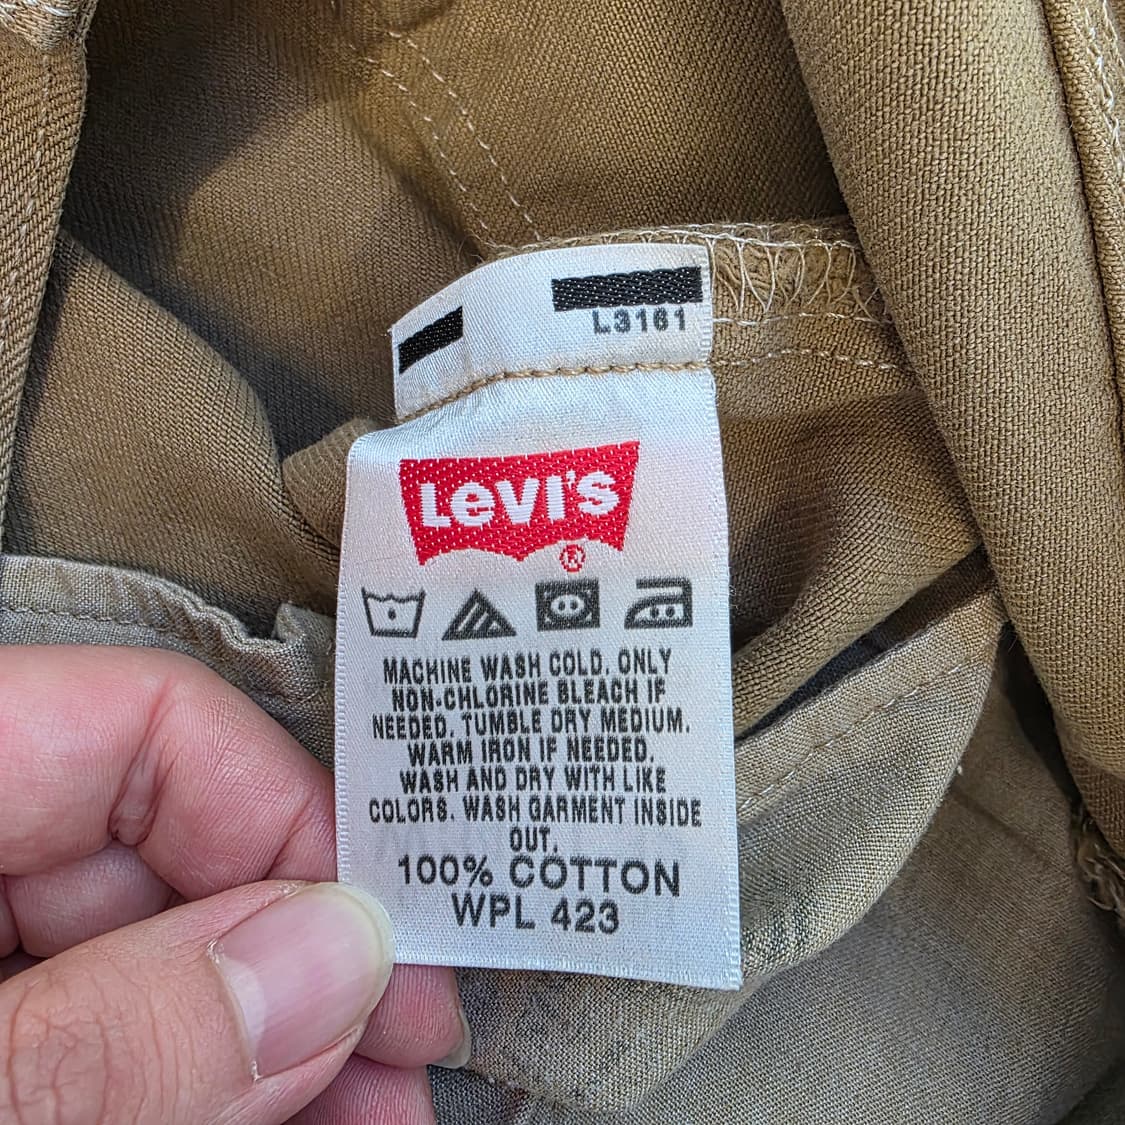 L3161
Levi's
®
MACHINE WASH COLD. ONLY
NON-CHLORINE BLEACH IF
NEEDED. TUMBLE DRY MEDIUM.
WARM IRON IF NEEDED.
WASH AND DRY WITH LIKE
COLORS. WASH GARMENT INSIDE
OUT.
100% COTTON
WPL 423